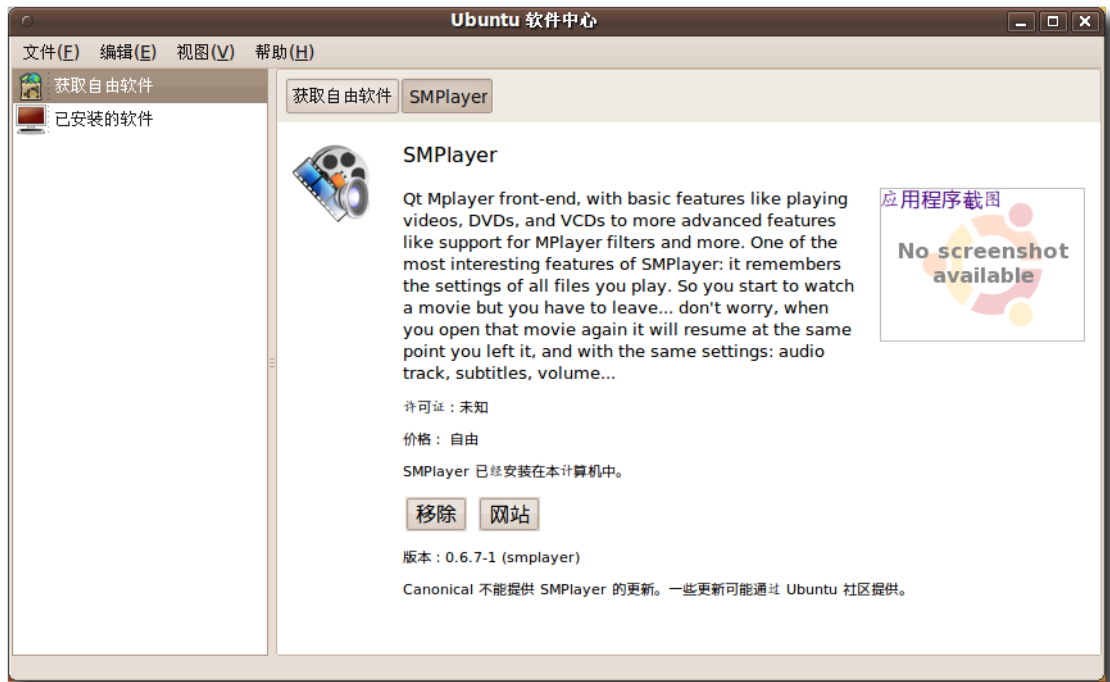 Ubuntu 软件中心
文件(F) 编辑(E) 视图(V) 帮助(H)
获取自由软件
已安装的软件
获取自由软件 SMPlayer
SMPlayer
Qt Mplayer front-end, with basic features like playing
videos, DVDs, and VCDs to more advanced features
like support for MPlayer filters and more. One of the
most interesting features of SMPlayer: it remembers
the settings of all files you play. So you start to watch
a movie but you have to leave... don't worry, when
you open that movie again it will resume at the same
point you left it, and with the same settings: audio
track, subtitles, volume...
应用程序截图
No screenshot
available
许可证：未知
价格： 自由
SMPlayer 已经安装在本计算机中。
移除 网站
版本：0.6.7-1 (smplayer)
Canonical 不能提供 SMPlayer 的更新。一些更新可能通过 Ubuntu 社区提供。